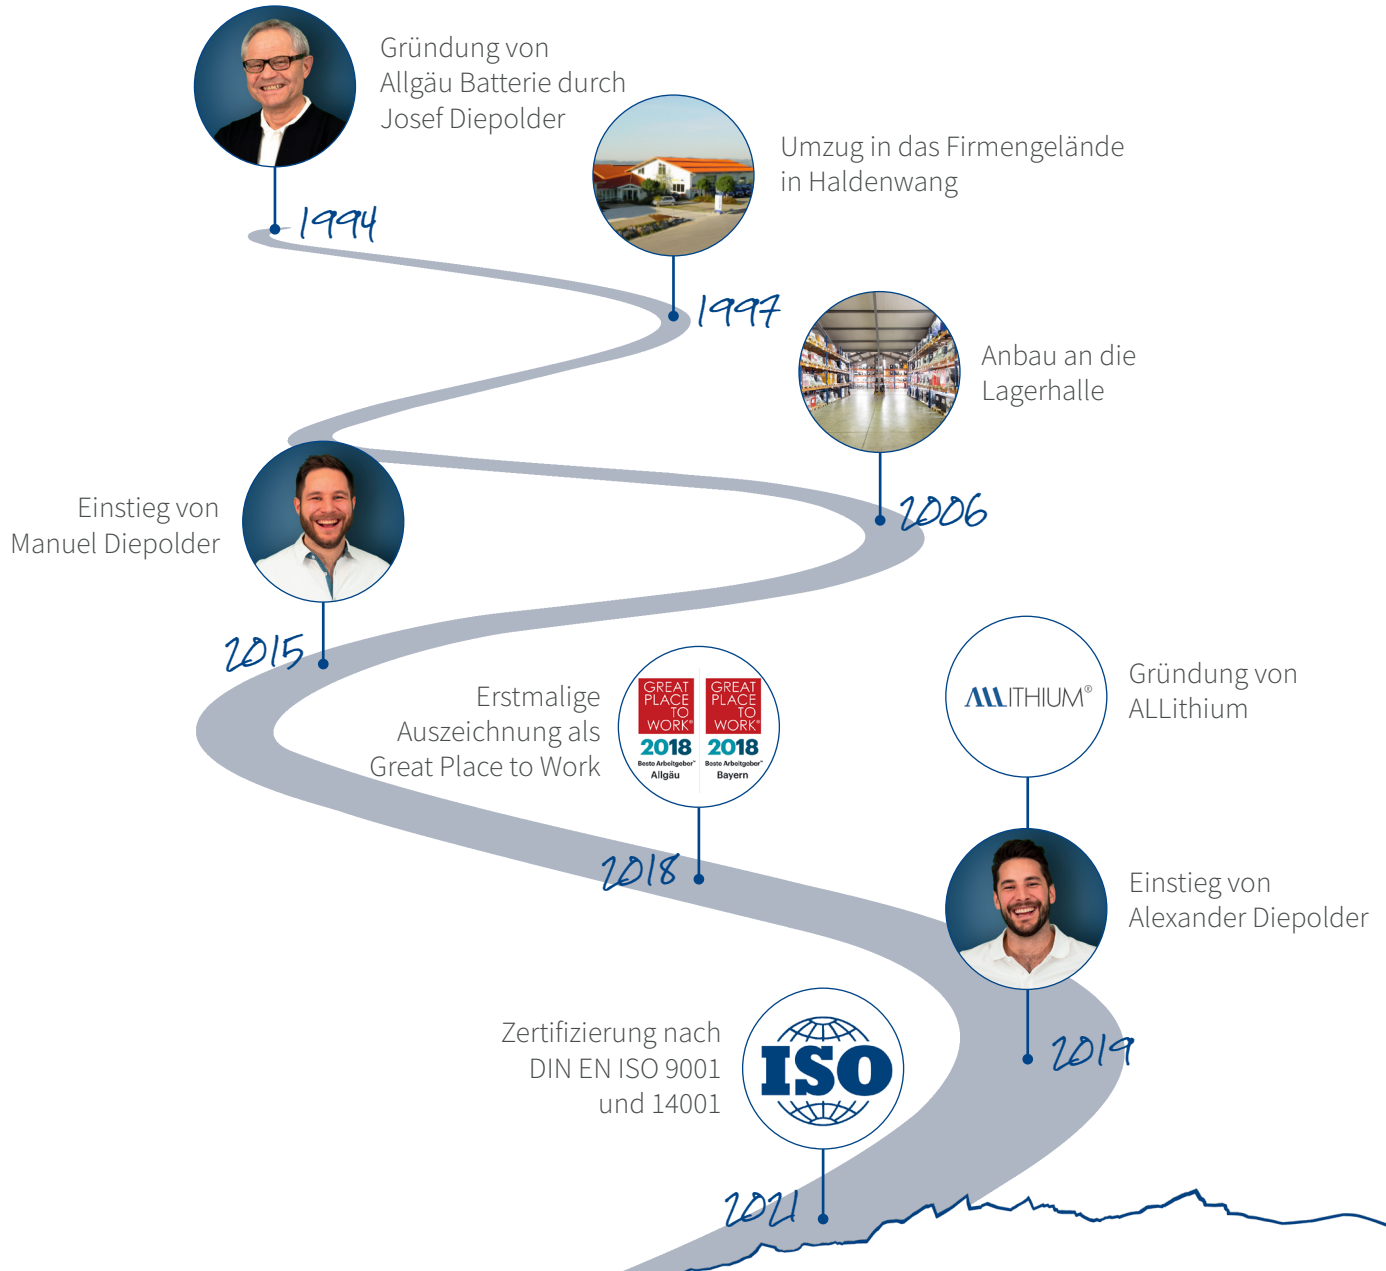 Gründung von
Allgäu Batterie durch
Josef Diepolder
1994
Umzug in das Firmengelände
in Haldenwang
1997
Anbau an die
Lagerhalle
2006
Einstieg von
Manuel Diepolder
2015
Erstmalige
Auszeichnung als
Great Place to Work
GREAT
PLACE
TO
WORK®
2018
Beste Arbeitgeber™
Allgäu
GREAT
PLACE
TO
WORK®
2018
Beste Arbeitgeber™
Bayern
2018
ALLITHIUM®
Gründung von
ALLithium
Einstieg von
Alexander Diepolder
2019
Zertifizierung nach
DIN EN ISO 9001
und 14001
ISO
2021